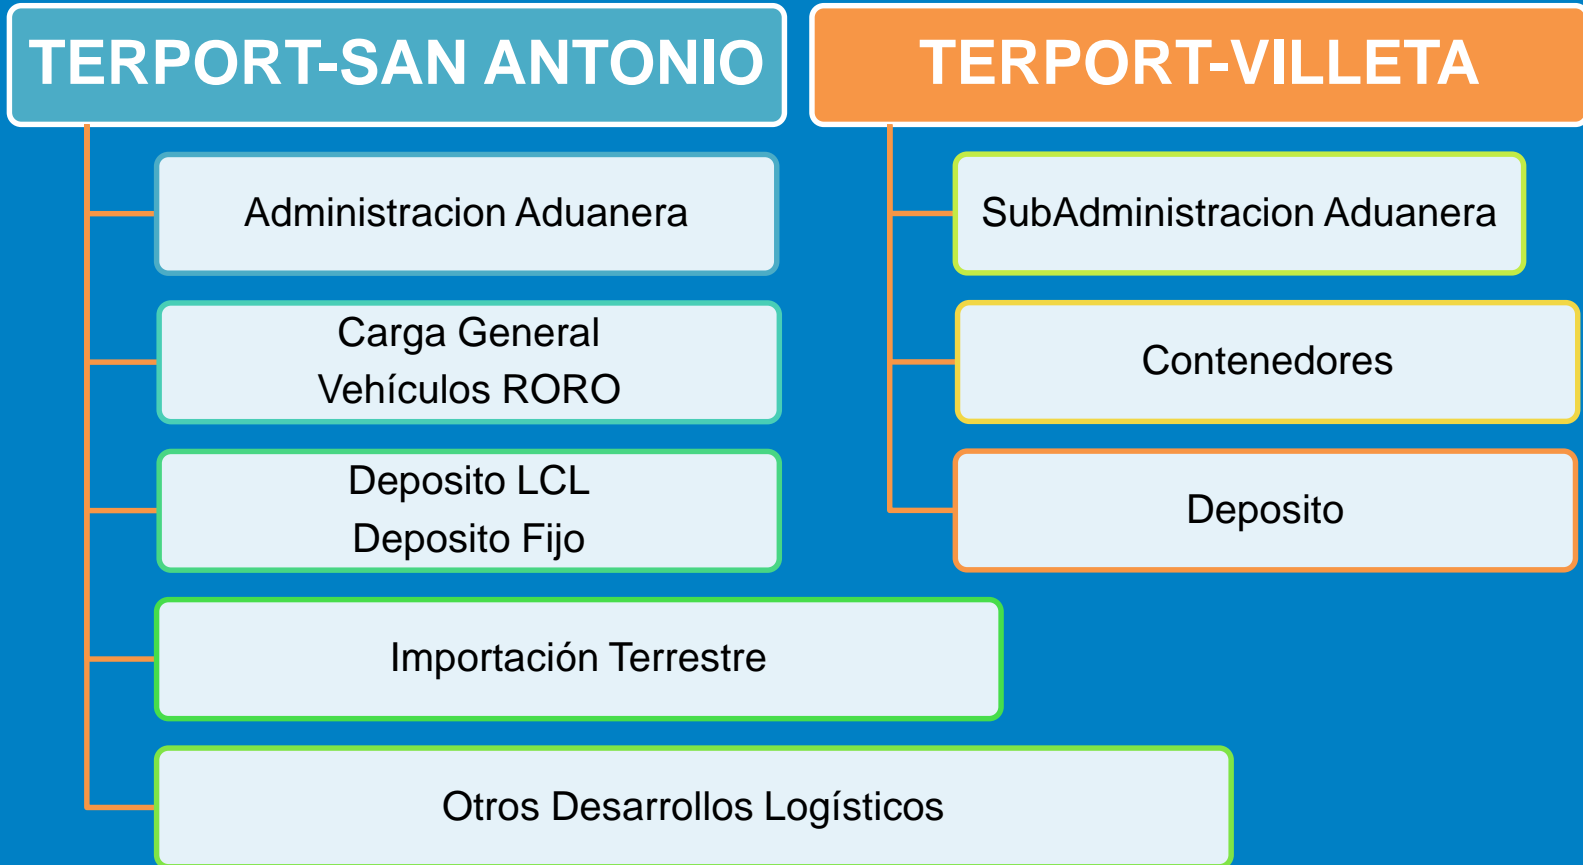 TERPORT-SAN ANTONIO
Administracion Aduanera
Carga General
Vehículos RORO
Deposito LCL
Deposito Fijo
Importación Terrestre
Otros Desarrollos Logísticos
TERPORT-VILLETA
SubAdministracion Aduanera
Contenedores
Deposito